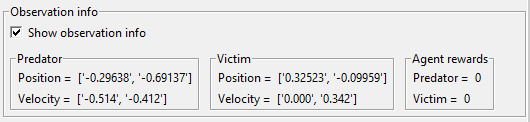 Observation info
Show observation info
Predator
Position = ['-0.29638', '-0.69137']
Velocity = ['-0.514', '-0.412']
Victim
Position = ['0.32523', '-0.09959']
Velocity = ['0.000', '0.342']
Agent rewards
Predator = 0
Victim = 0